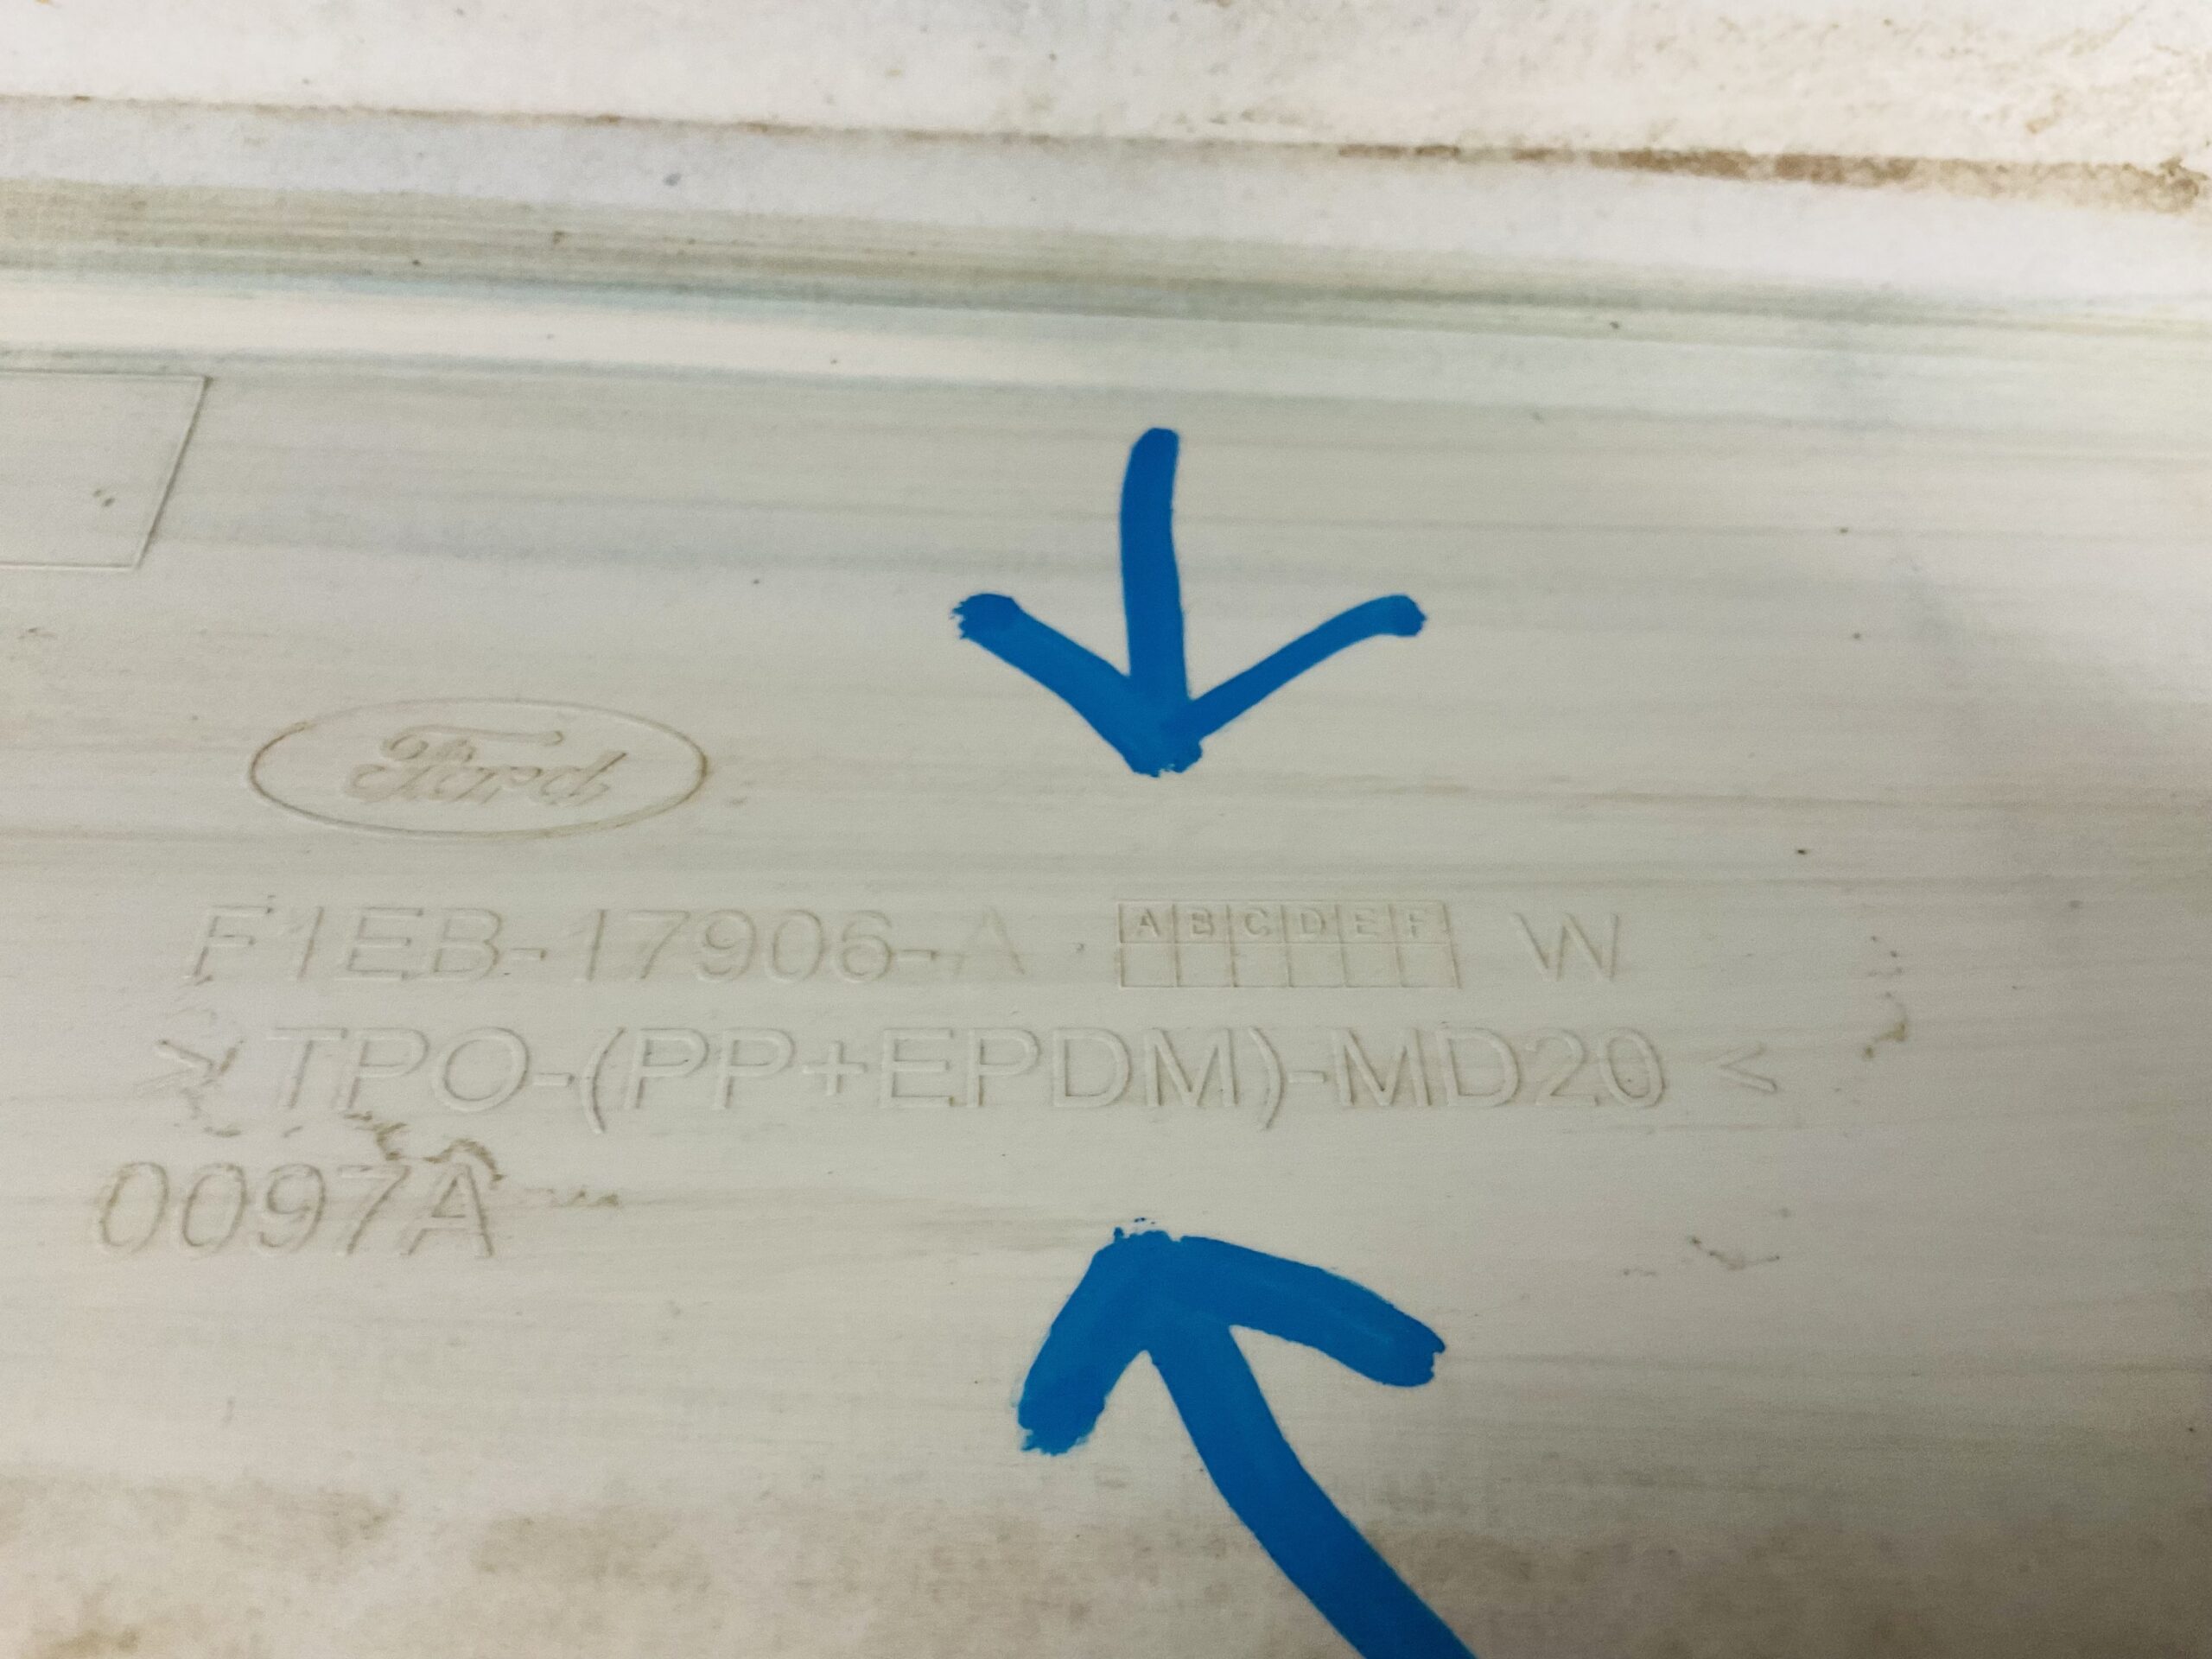 Ford
F1EB-17906-A ABCDEF W
>TPO-(PP+EPDM)-MD20<
0097A